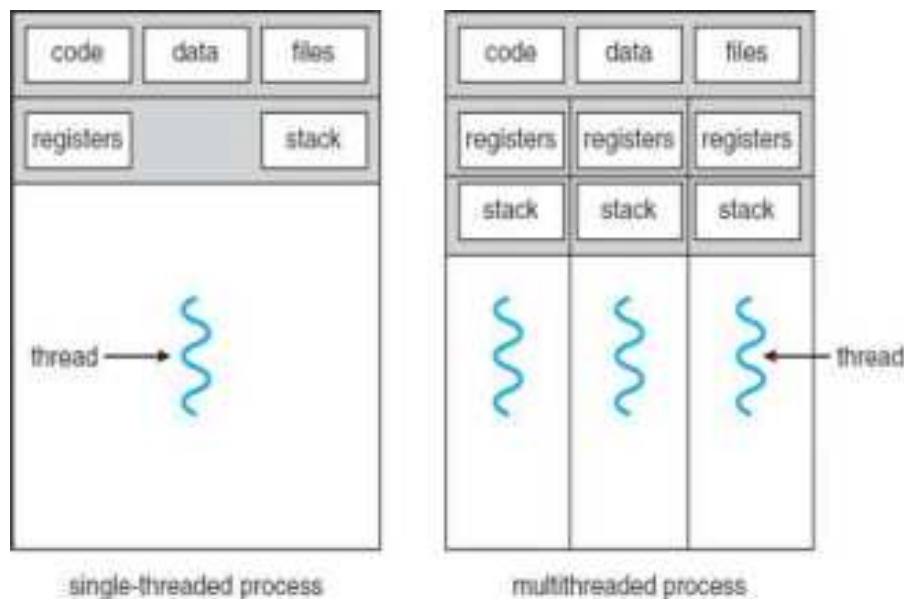 code data files
registers stack
thread
single-threaded process
code data files
registers registers registers
stack stack stack
thread
multithreaded process